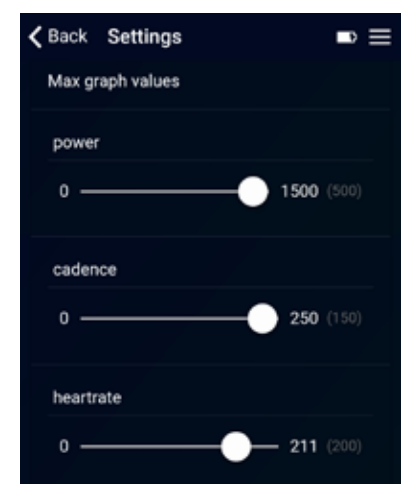 Back Settings
Max graph values
power
0 1500 (500)
cadence
0 250 (150)
heartrate
0 211 (200)